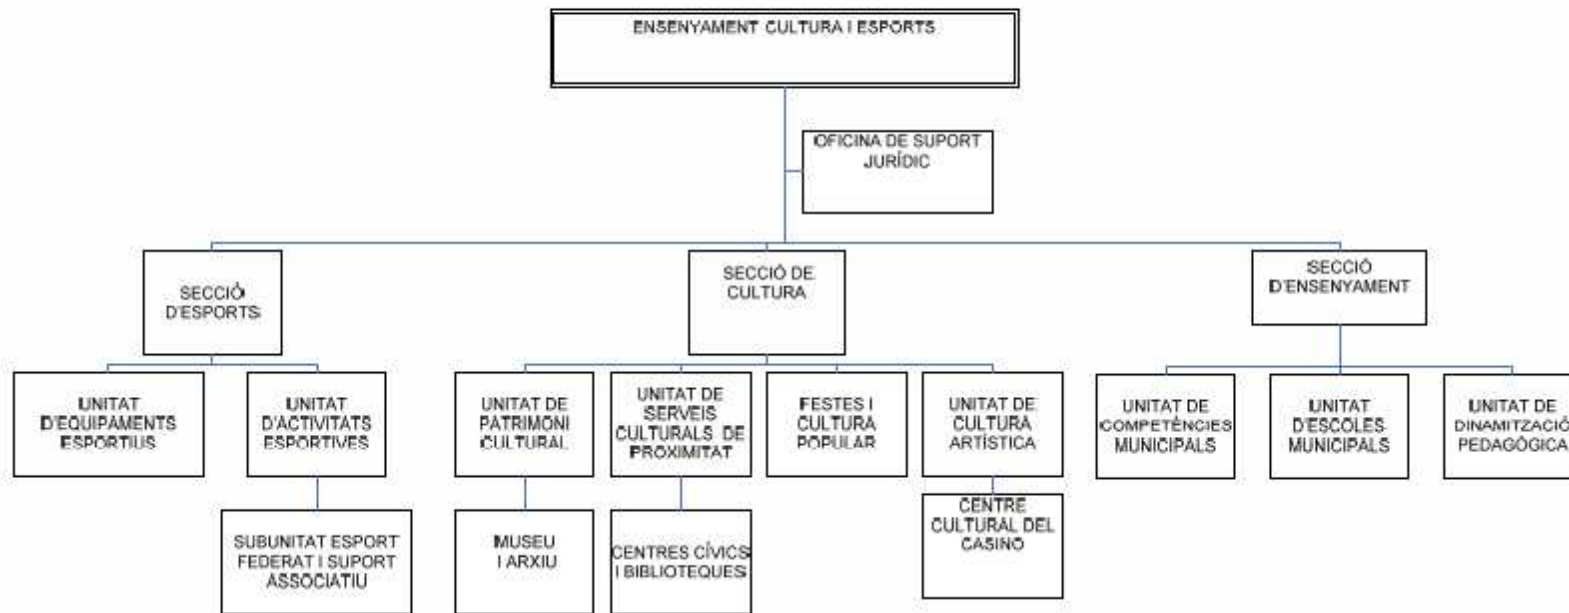 ENSENYAMENT CULTURA I ESPORTS
OFICINA DE SUPORT
JURÍDIC
SECCIÓ
D'ESPORTS
SECCIÓ DE
CULTURA
SECCIÓ
D'ENSENYAMENT
UNITAT
D'EQUIPAMENTS
ESPORTIUS
UNITAT
D'ACTIVITATS
ESPORTIVES
UNITAT DE
PATRIMONI
CULTURAL
UNITAT DE
SERVEIS
CULTURALS DE
PROXIMITAT
FESTES I
CULTURA
POPULAR
UNITAT DE
CULTURA
ARTÍSTICA
UNITAT DE
COMPETÈNCIES
MUNICIPALS
UNITAT
D'ESCOLES
MUNICIPALS
UNITAT DE
DINAMITZACIÓ
PEDAGÒGICA
SUBUNITAT ESPORT
FEDERAT I SUPORT
ASSOCIATIU
MUSEU
I ARXIU
CENTRES CÍVICS
I BIBLIOTEQUES
CENTRE
CULTURAL DEL
CASINO